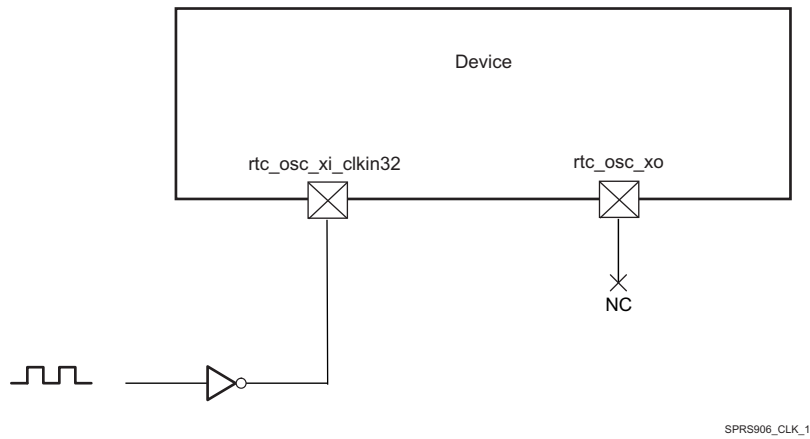 Device
rtc_osc_xi_clkin32
rtc_osc_xo
NC
SPRS906_CLK_1